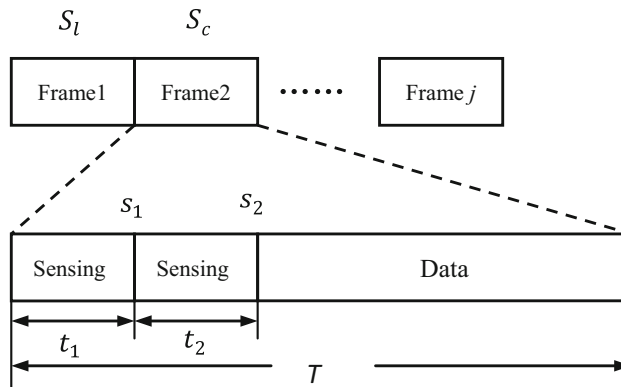 S_l S_c
Frame1 Frame2 ...... Frame j
s_1 s_2
Sensing Sensing Data
t_1 t_2
T